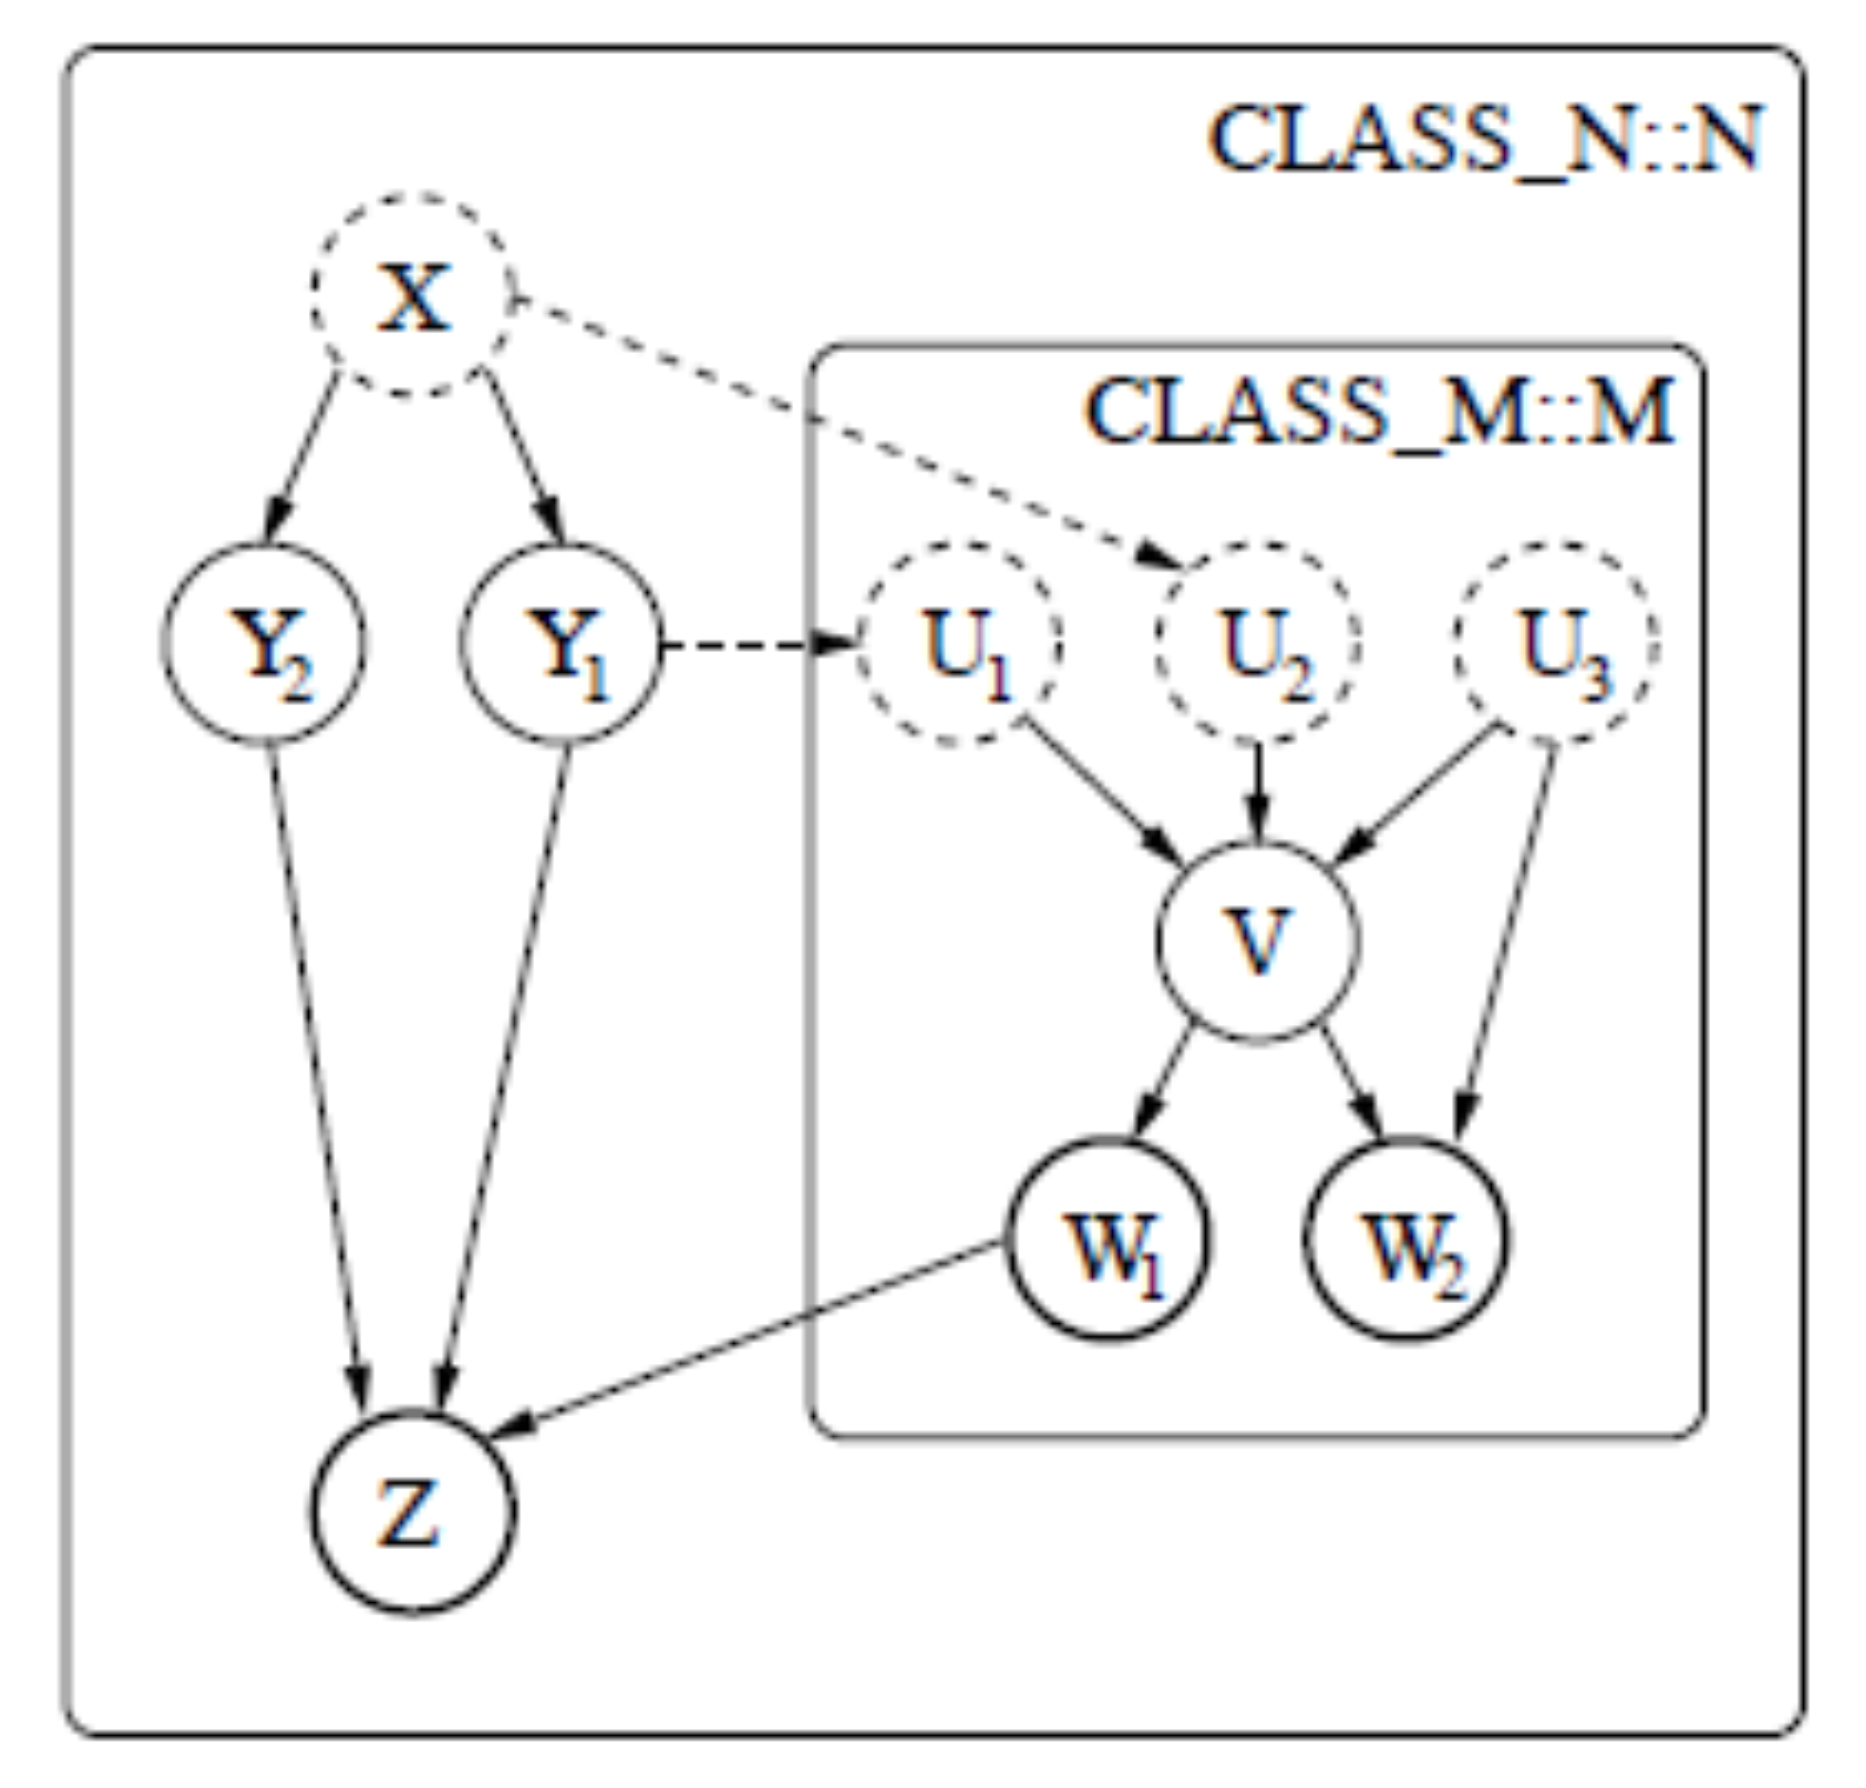 CLASS_N::N
X
CLASS_M::M
Y2 Y1 U1 U2 U3
V
W1 W2
Z